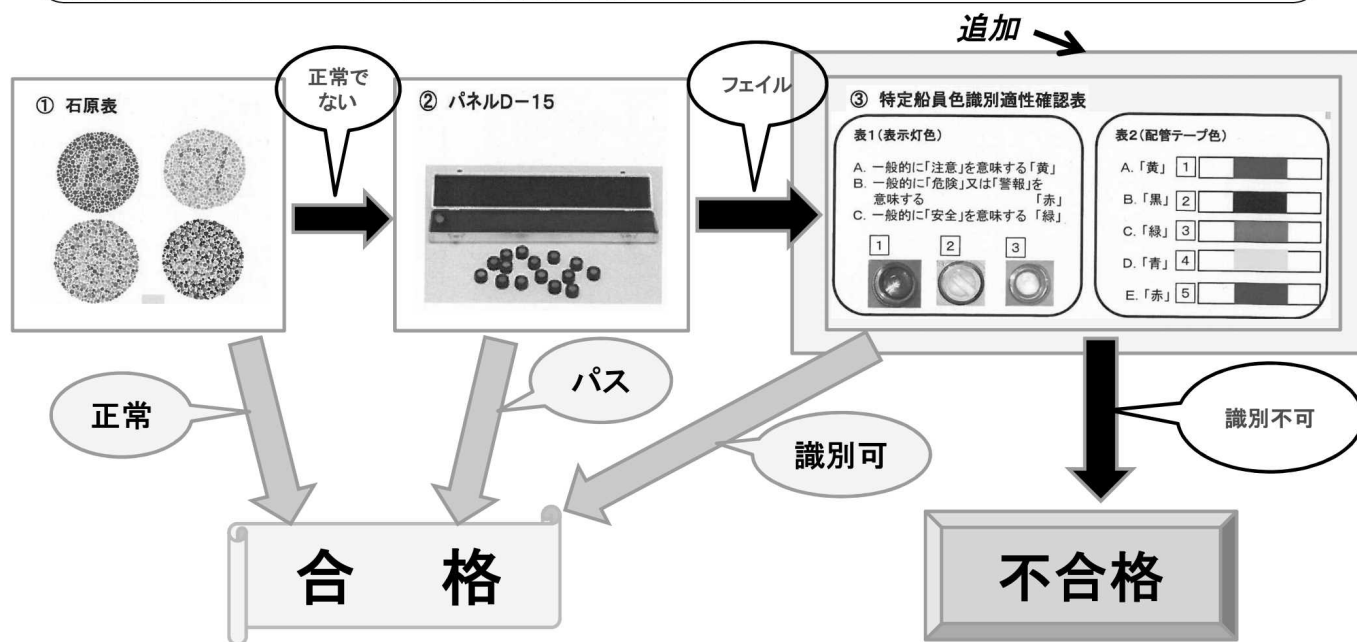 追加
正常で
ない
フェイル
① 石原表
② パネルD-15
③ 特定船員色識別適性確認表
表1(表示灯色)
A. 一般的に「注意」を意味する「黄」
B. 一般的に「危険」又は「警報」を
意味する 「赤」
C. 一般的に「安全」を意味する「緑」
1 2 3
表2(配管テープ色)
A.「黄」 1
B.「黒」 2
C.「緑」 3
D.「青」 4
E.「赤」 5
正常
パス
識別可
識別不可
合 格
不合格